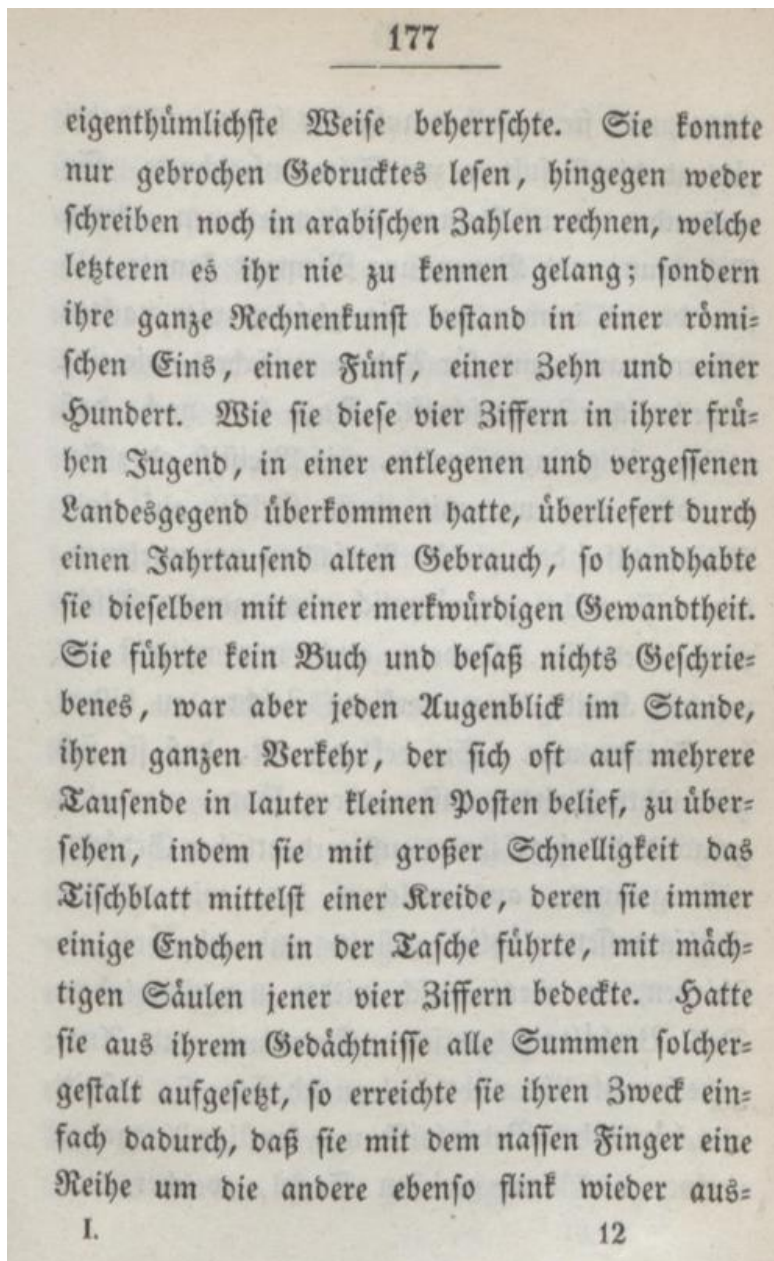 177
eigenthümlichste Weise beherrschte. Sie konnte
nur gebrochen Gedrucktes lesen, hingegen weder
schreiben noch in arabischen Zahlen rechnen, welche
letzteren es ihr nie zu kennen gelang; sondern
ihre ganze Rechnenkunst bestand in einer römi-
schen Eins, einer Fünf, einer Zehn und einer
Hundert. Wie sie diese vier Ziffern in ihrer frü-
hen Jugend, in einer entlegenen und vergessenen
Landesgegend überkommen hatte, überliefert durch
einen Jahrtausend alten Gebrauch, so handhabte
sie dieselben mit einer merkwürdigen Gewandtheit.
Sie führte kein Buch und besaß nichts Geschrie-
benes, war aber jeden Augenblick im Stande,
ihren ganzen Verkehr, der sich oft auf mehrere
Tausende in lauter kleinen Posten belief, zu über-
sehen, indem sie mit großer Schnelligkeit das
Tischblatt mittelst einer Kreide, deren sie immer
einige Endchen in der Tasche führte, mit mäch-
tigen Säulen jener vier Ziffern bedeckte. Hatte
sie aus ihrem Gedächtnisse alle Summen solcher-
gestalt aufgesetzt, so erreichte sie ihren Zweck ein-
fach dadurch, daß sie mit dem nassen Finger eine
Reihe um die andere ebenso flink wieder aus-
I. 12